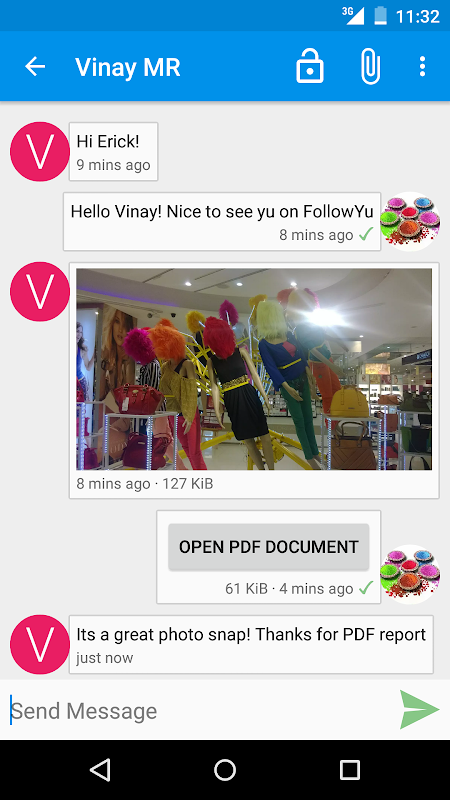 3G 11:32
Vinay MR
V
Hi Erick!
9 mins ago
Hello Vinay! Nice to see yu on FollowYu
8 mins ago
V
8 mins ago · 127 KiB
OPEN PDF DOCUMENT
61 KiB · 4 mins ago
V
Its a great photo snap! Thanks for PDF report
just now
Send Message